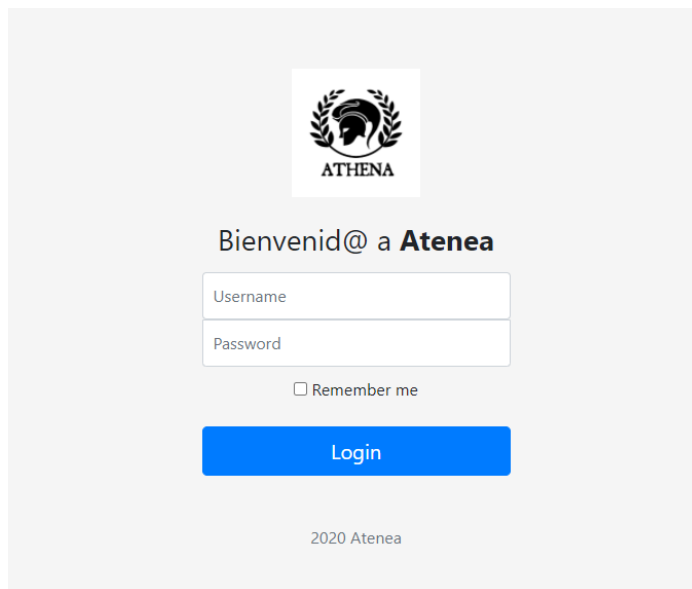 ATHENA
Bienvenid@ a Atenea
Username
Password
Remember me
Login
2020 Atenea